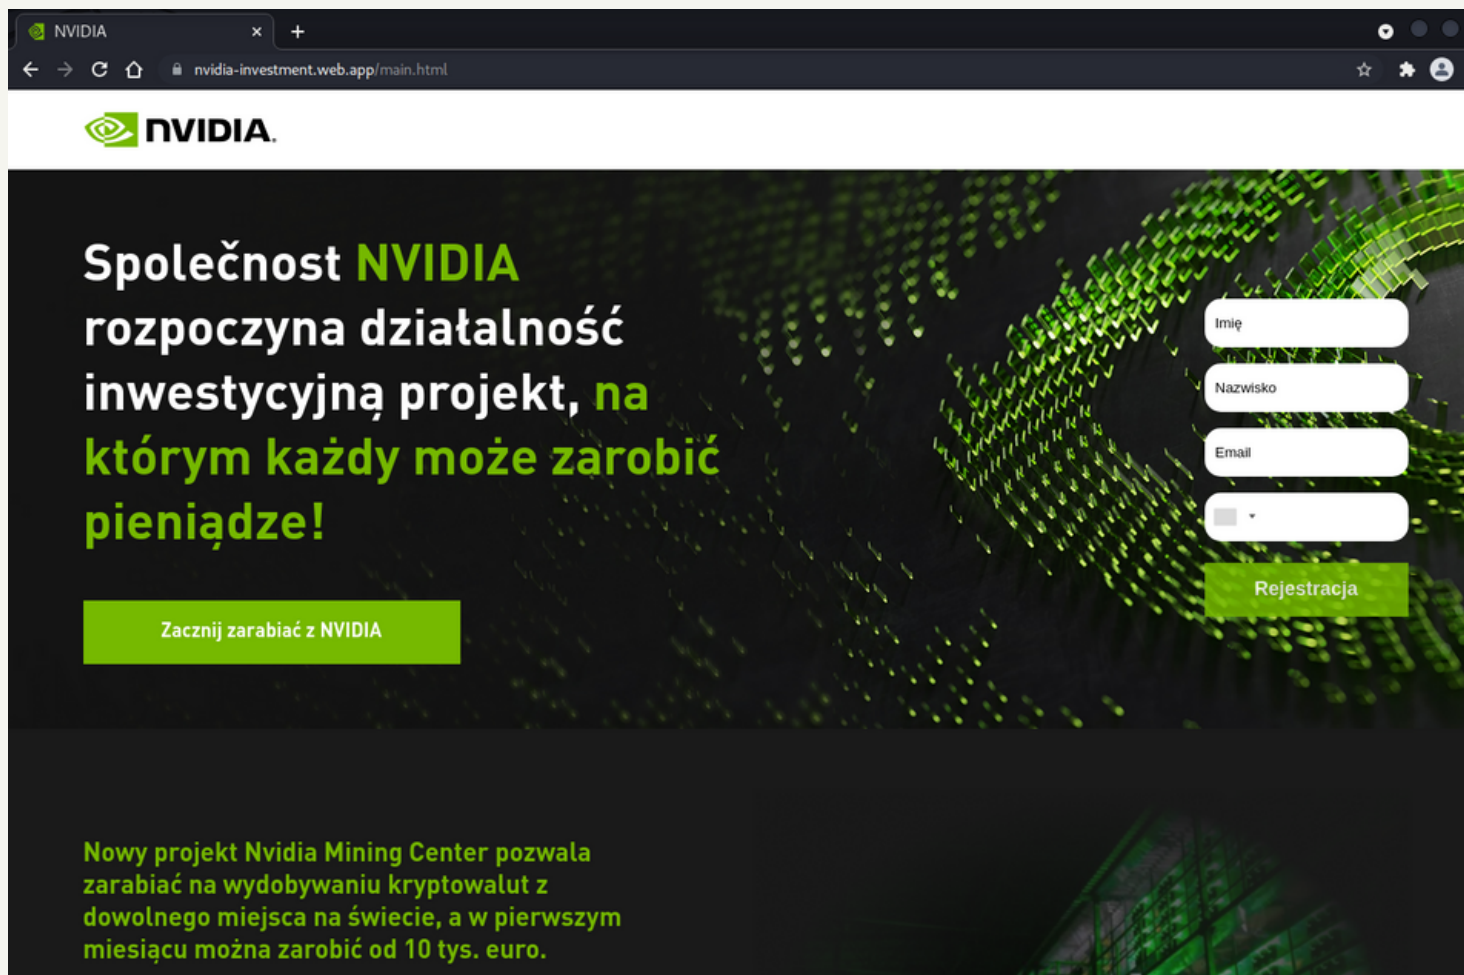 NVIDIA
nvidia-investment.web.app/main.html
NVIDIA.
Společnost NVIDIA
rozpoczyna działalność
inwestycyjną projekt, na
którym każdy może zarobić
pieniądze!
Zacznij zarabiać z NVIDIA
Imię
Nazwisko
Email
Rejestracja
Nowy projekt Nvidia Mining Center pozwala
zarabiać na wydobywaniu kryptowalut z
dowolnego miejsca na świecie, a w pierwszym
miesiącu można zarobić od 10 tys. euro.